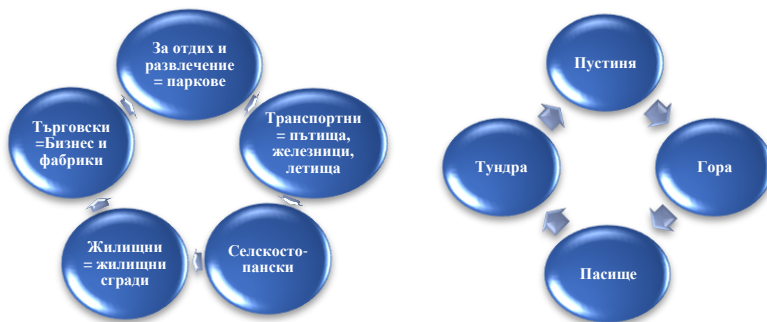 За отдих и
развлечение
= паркове
Търговски
=Бизнес и
фабрики
Транспортни
= пътища,
железници,
летища
Жилищни
= жилищни
сгради
Селскосто-
пански
Пустиня
Тундра
Гора
Пасище